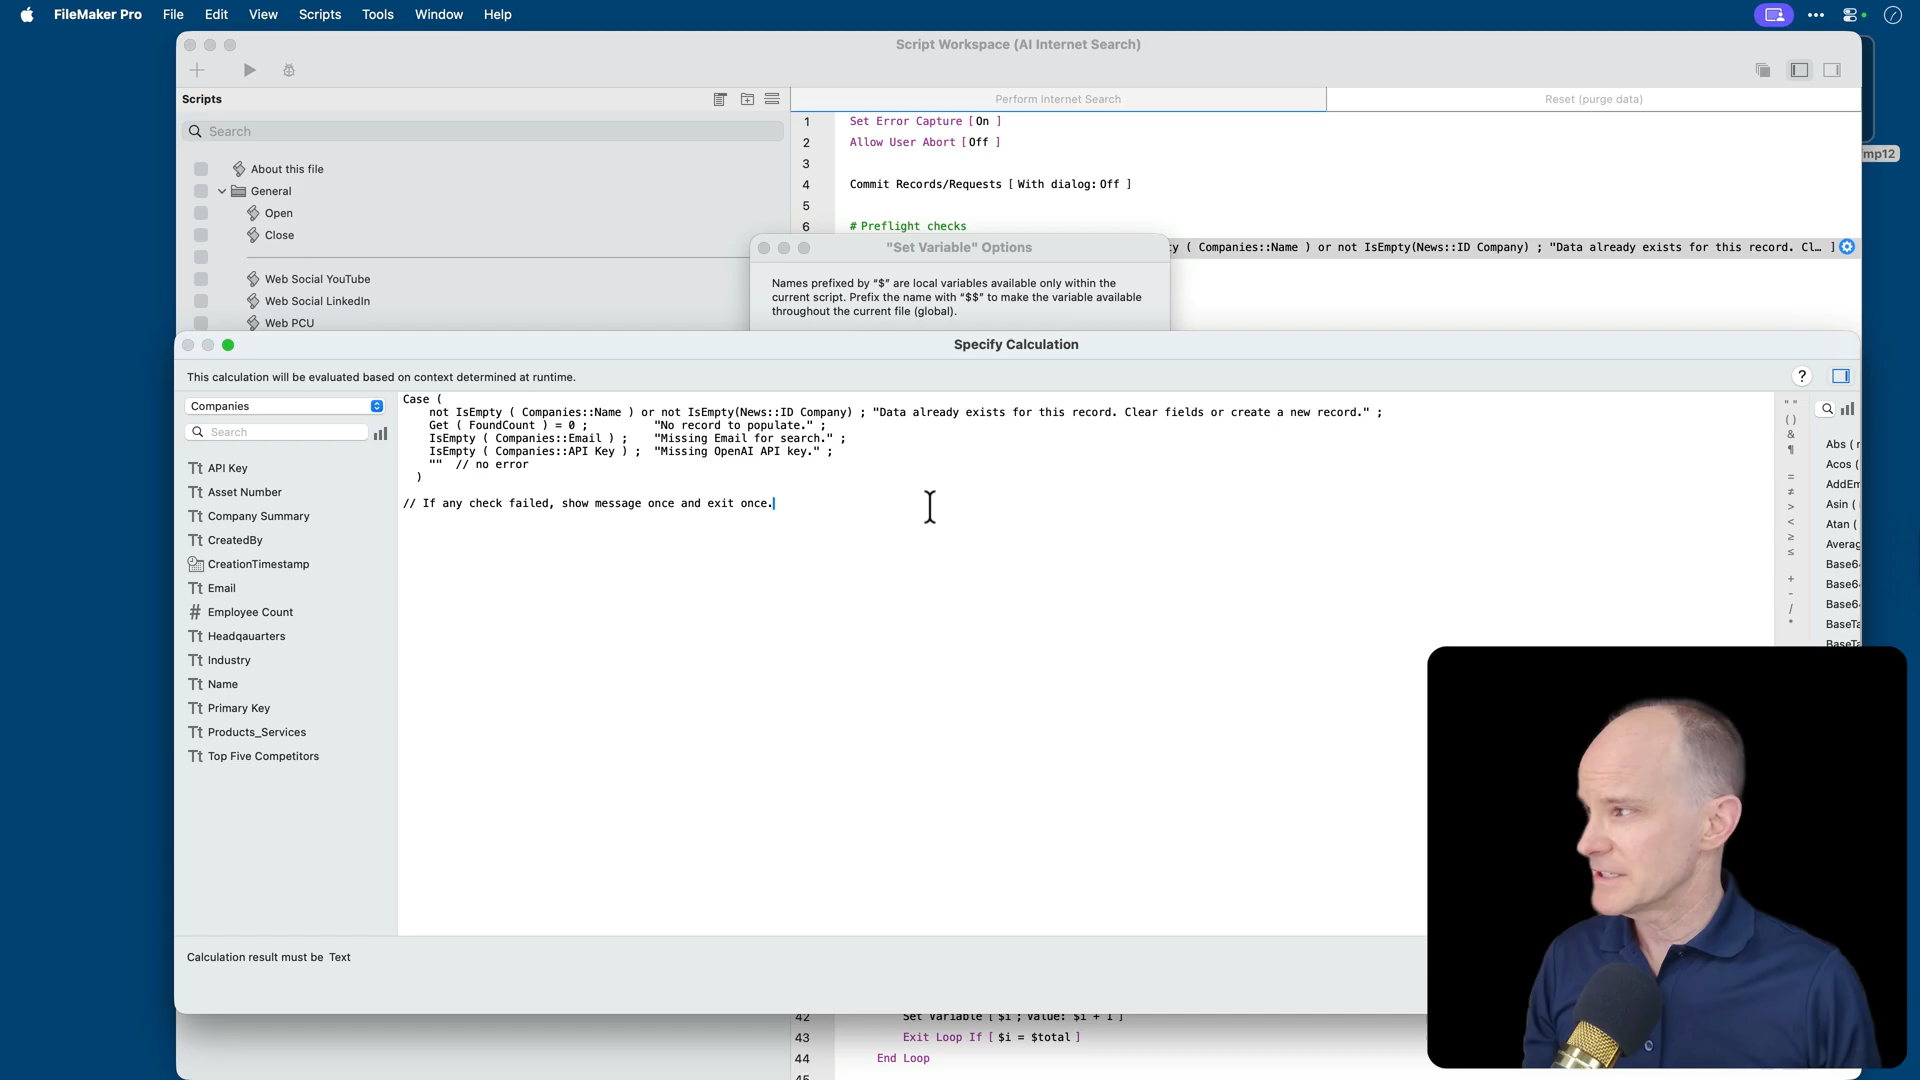 FileMaker Pro File Edit View Scripts Tools Window Help
Script Workspace (AI Internet Search)
Scripts
Perform Internet Search
Reset (purge data)
Search
About this file
General
Open
Close
Web Social YouTube
Web Social LinkedIn
Web PCU
1 Set Error Capture [ On ]
2 Allow User Abort [ Off ]
3
4 Commit Records/Requests [ With dialog: Off ]
5
6 # Preflight checks
( Companies::Name ) or not IsEmpty(News::ID Company) ; "Data already exists for this record. Cl… ]
mp12
"Set Variable" Options
Names prefixed by “$” are local variables available only within the
current script. Prefix the name with “$$” to make the variable available
throughout the current file (global).
Specify Calculation
This calculation will be evaluated based on context determined at runtime.
?
Companies
Search
API Key
Asset Number
Company Summary
CreatedBy
CreationTimestamp
Email
Employee Count
Headqauarters
Industry
Name
Primary Key
Products_Services
Top Five Competitors
Case (
not IsEmpty ( Companies::Name ) or not IsEmpty(News::ID Company) ; "Data already exists for this record. Clear fields or create a new record." ;
Get ( FoundCount ) = 0 ; "No record to populate." ;
IsEmpty ( Companies::Email ) ; "Missing Email for search." ;
IsEmpty ( Companies::API Key ) ; "Missing OpenAI API key." ;
"" // no error
)
// If any check failed, show message once and exit once.
" "
( )
&
¶
=
≠
>
<
≥
≤
+
-
/
*
Abs (
Acos (
AddEm
Asin (
Atan (
Averag
Base6
Base6
Base6
BaseTa
BaseTa
Calculation result must be Text
42 Set Variable [ $i ; Value: $i + 1 ]
43 Exit Loop If [ $i = $total ]
44 End Loop
45